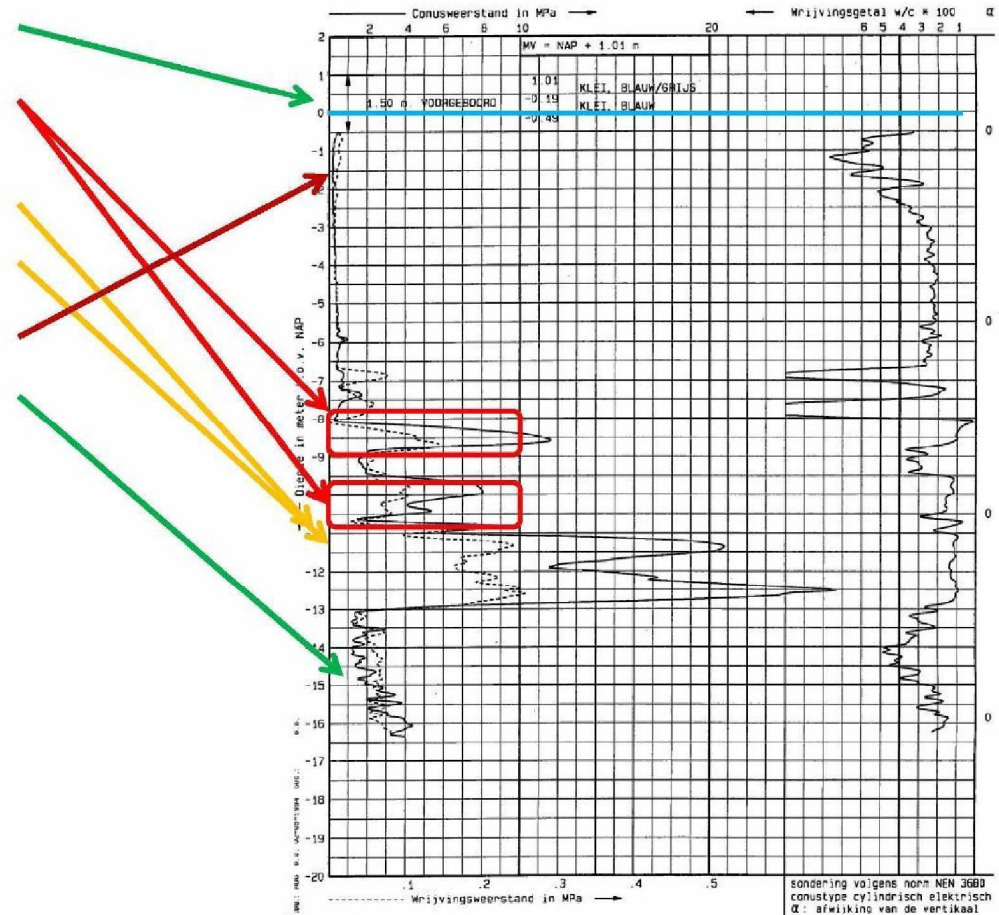 Conusweerstand in MPa
Wrijvingsgetal w/c * 100
α
2 4 6 8 10 20 6 5 4 3 2 1
MV = NAP + 1.01 m
1.01
KLEI, BLAUW/GRIJS
1.50 m. VOORGEBOORD
-0.19
KLEI, BLAUW
-0.49
2
1
0
-1
-3
-4
-5
-6
-7
-8
-9
-12
-13
-15
-16
-17
-18
-19
-20
0
0
0
0
Diepte in meter t.o.v. NAP
.1 .2 .3 .4 .5
Wrijvingsweerstand in MPa
sondering volgens norm NEN 3680
conustype cylindrisch elektrisch
α: afwijking van de vertikaal